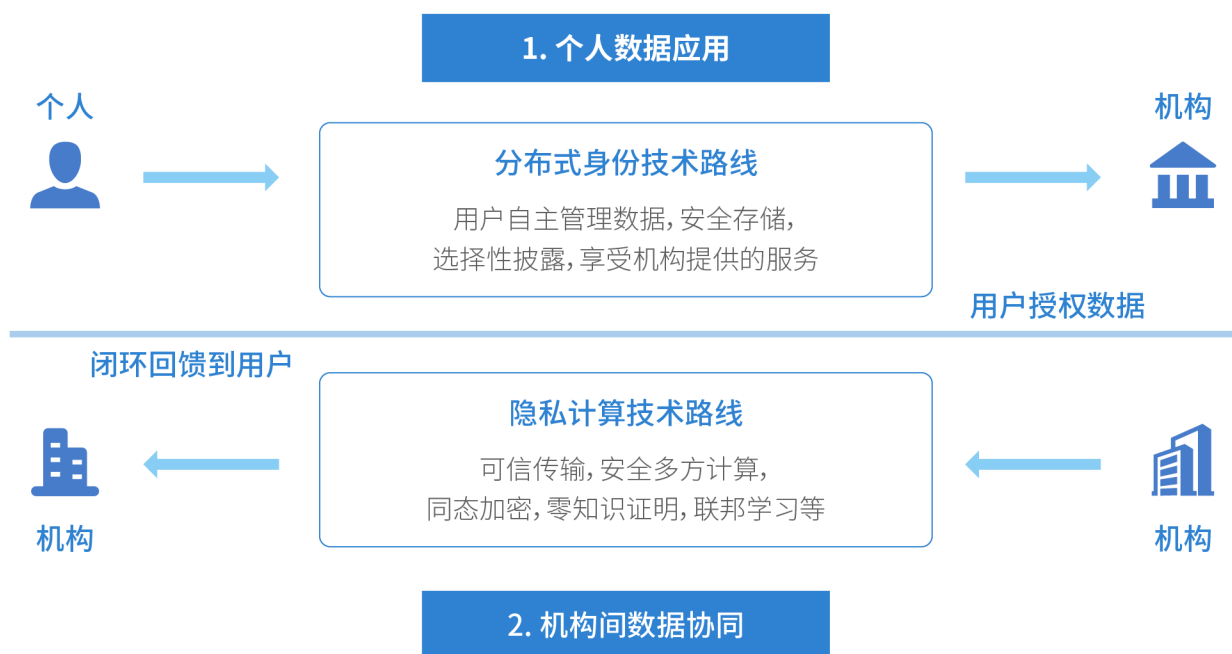 1. 个人数据应用
个人
机构
分布式身份技术路线
用户自主管理数据,安全存储,
选择性披露,享受机构提供的服务
用户授权数据
闭环回馈到用户
隐私计算技术路线
可信传输,安全多方计算,
同态加密,零知识证明,联邦学习等
机构
机构
2. 机构间数据协同